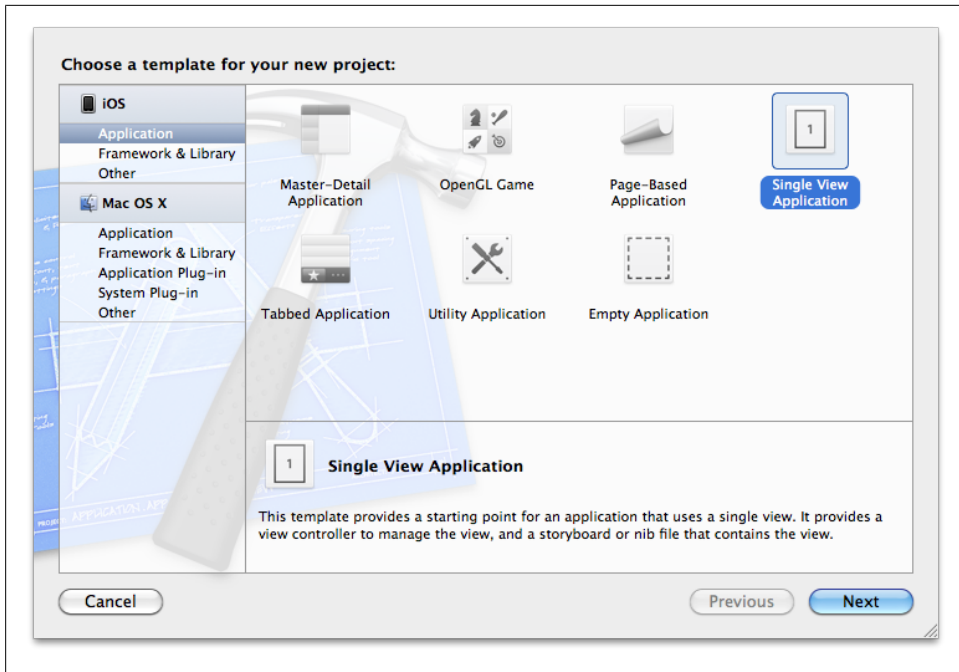 Choose a template for your new project:
iOS
Application
Framework & Library
Other
Mac OS X
Application
Framework & Library
Application Plug-in
System Plug-in
Other
Master-Detail
Application
OpenGL Game
Page-Based
Application
1
Single View
Application
Tabbed Application
Utility Application
Empty Application
1
Single View Application
This template provides a starting point for an application that uses a single view. It provides a
view controller to manage the view, and a storyboard or nib file that contains the view.
Cancel
Previous
Next